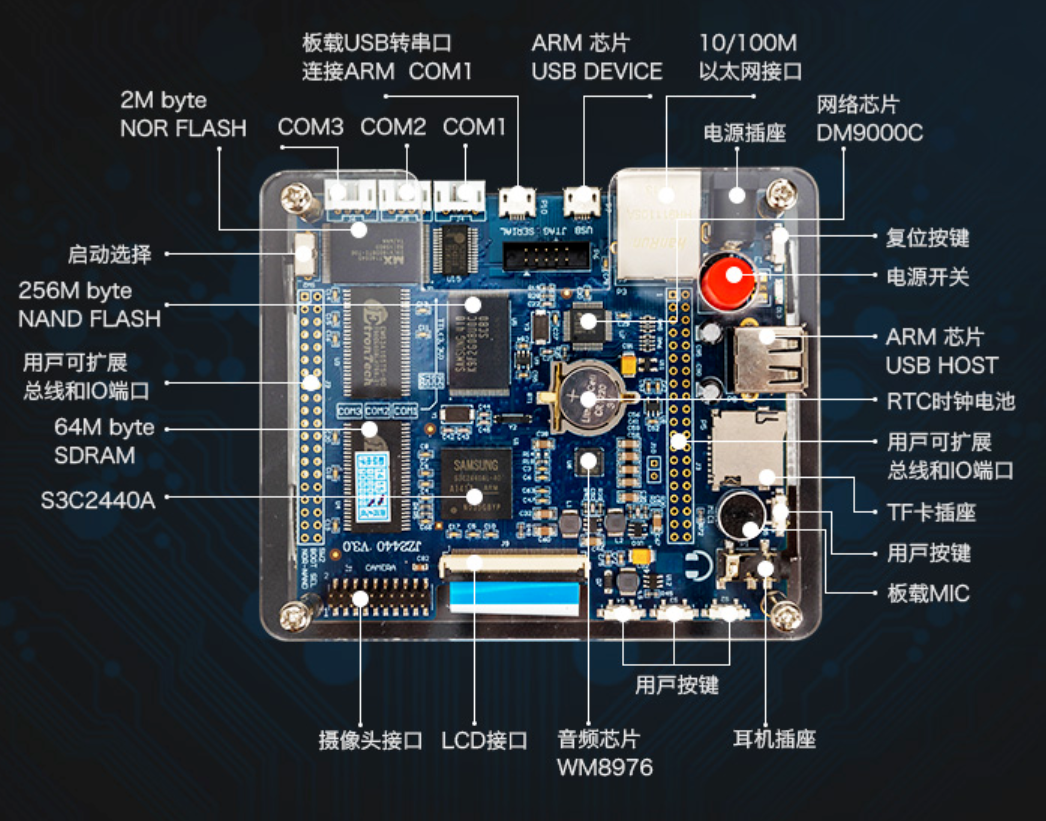 板载USB转串口
连接ARM COM1
ARM 芯片
USB DEVICE
10/100M
以太网接口
2M byte
NOR FLASH
COM3 COM2 COM1
电源插座
网络芯片
DM9000C
启动选择
复位按键
256M byte
NAND FLASH
电源开关
用戸可扩展
总线和IO端口
ARM 芯片
USB HOST
RTC时钟电池
64M byte
SDRAM
用戸可扩展
总线和IO端口
S3C2440A
TF卡插座
用戸按键
板载MIC
用戸按键
摄像头接口
LCD接口
音频芯片
WM8976
耳机插座
SERIAL
JTAG
USB
MX
EtronTech
SAMSUNG
COM3 COM2 COM1
SAMSUNG
JZ2440 V3.0
CAMERA